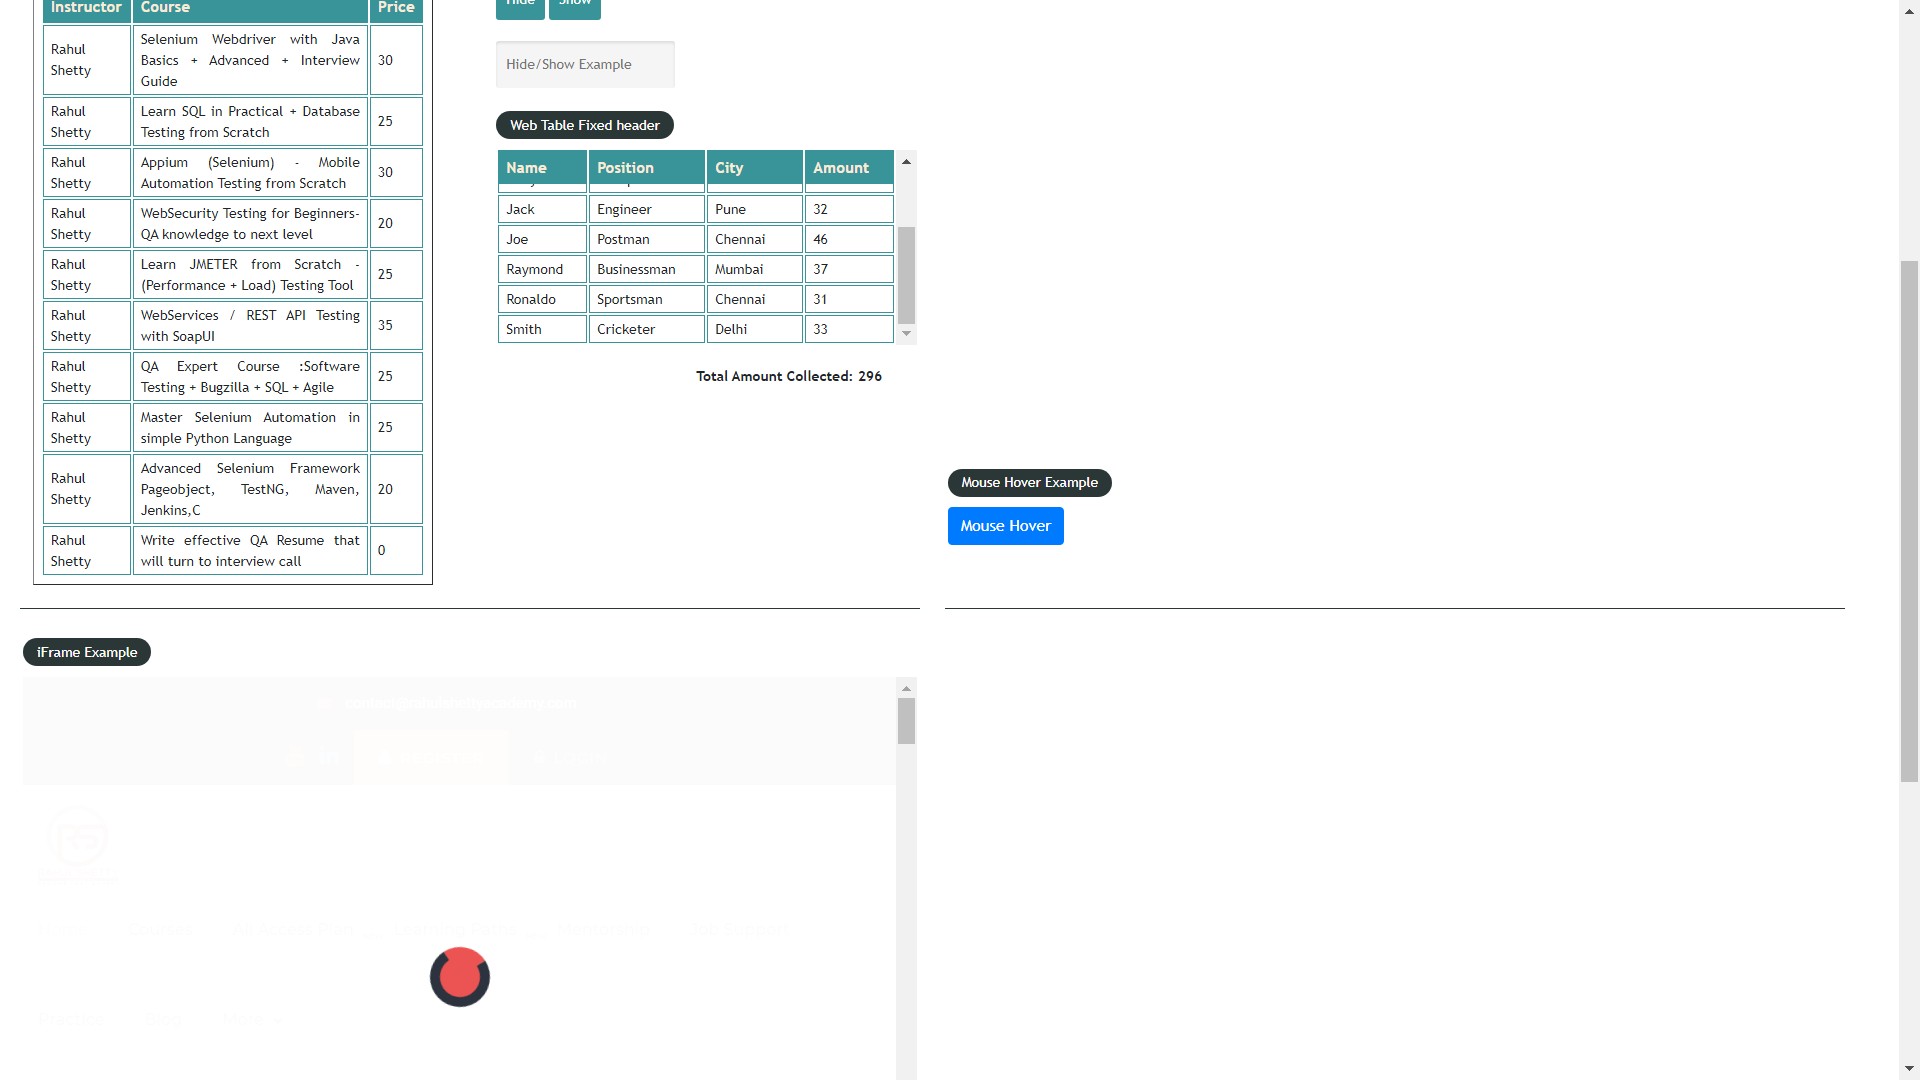 Instructor Course Price
Rahul Shetty
Selenium Webdriver with Java
Basics + Advanced + Interview
Guide
30
Rahul Shetty
Learn SQL in Practical + Database
Testing from Scratch
25
Rahul Shetty
Appium (Selenium) - Mobile
Automation Testing from Scratch
30
Rahul Shetty
WebSecurity Testing for Beginners-
QA knowledge to next level
20
Rahul Shetty
Learn JMETER from Scratch -
(Performance + Load) Testing Tool
25
Rahul Shetty
WebServices / REST API Testing
with SoapUI
35
Rahul Shetty
QA Expert Course :Software
Testing + Bugzilla + SQL + Agile
25
Rahul Shetty
Master Selenium Automation in
simple Python Language
25
Rahul Shetty
Advanced Selenium Framework
Pageobject, TestNG, Maven,
Jenkins,C
20
Rahul Shetty
Write effective QA Resume that
will turn to interview call
0
Hide Show
Hide/Show Example
Web Table Fixed header
Name Position City Amount
Jack Engineer Pune 32
Joe Postman Chennai 46
Raymond Businessman Mumbai 37
Ronaldo Sportsman Chennai 31
Smith Cricketer Delhi 33
Total Amount Collected: 296
Mouse Hover Example
Mouse Hover
iFrame Example